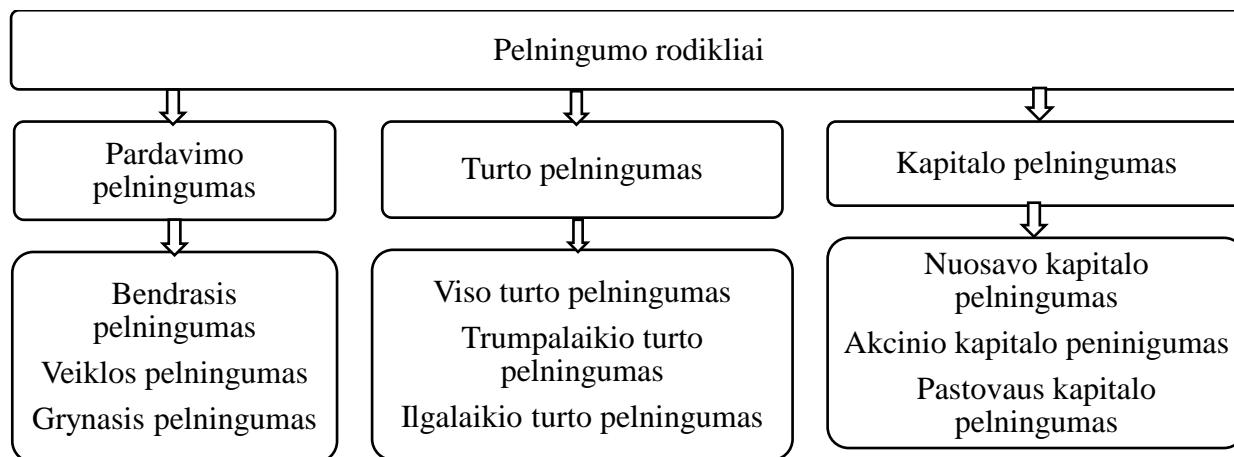 Pelningumo rodikliai
Pardavimo
pelningumas
Turto pelningumas
Kapitalo pelningumas
Bendrasis
pelningumas
Veiklos pelningumas
Grynasis pelningumas
Viso turto pelningumas
Trumpalaikio turto
pelningumas
Ilgalaikio turto pelningumas
Nuosavo kapitalo
pelningumas
Akcinio kapitalo peninigumas
Pastovaus kapitalo
pelningumas